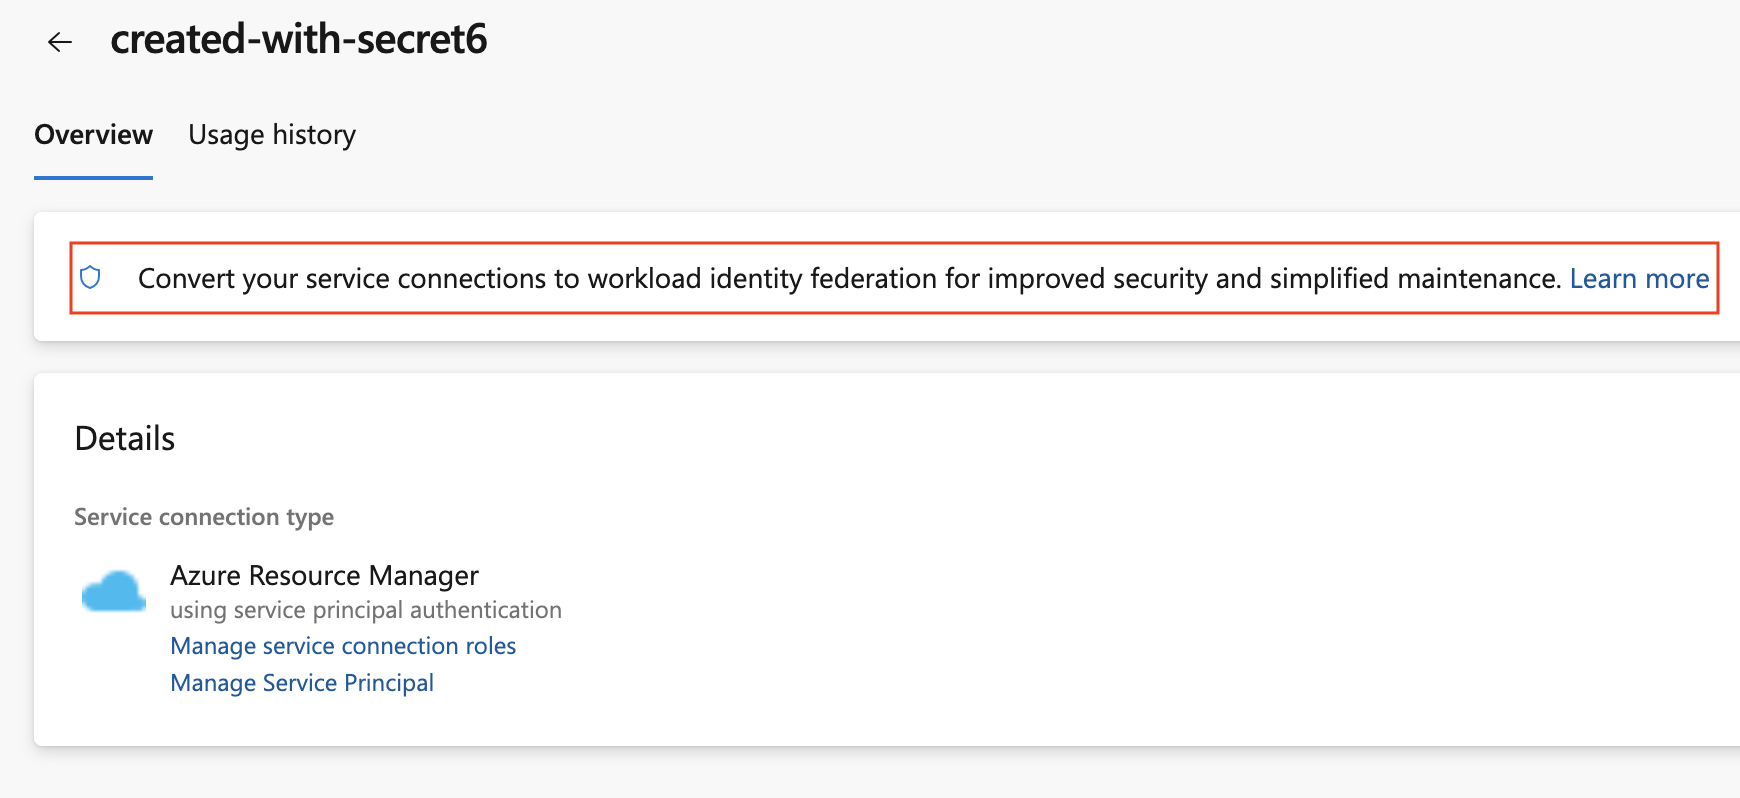 created-with-secret6
Overview Usage history
Convert your service connections to workload identity federation for improved security and simplified maintenance. Learn more
Details
Service connection type
Azure Resource Manager
using service principal authentication
Manage service connection roles
Manage Service Principal